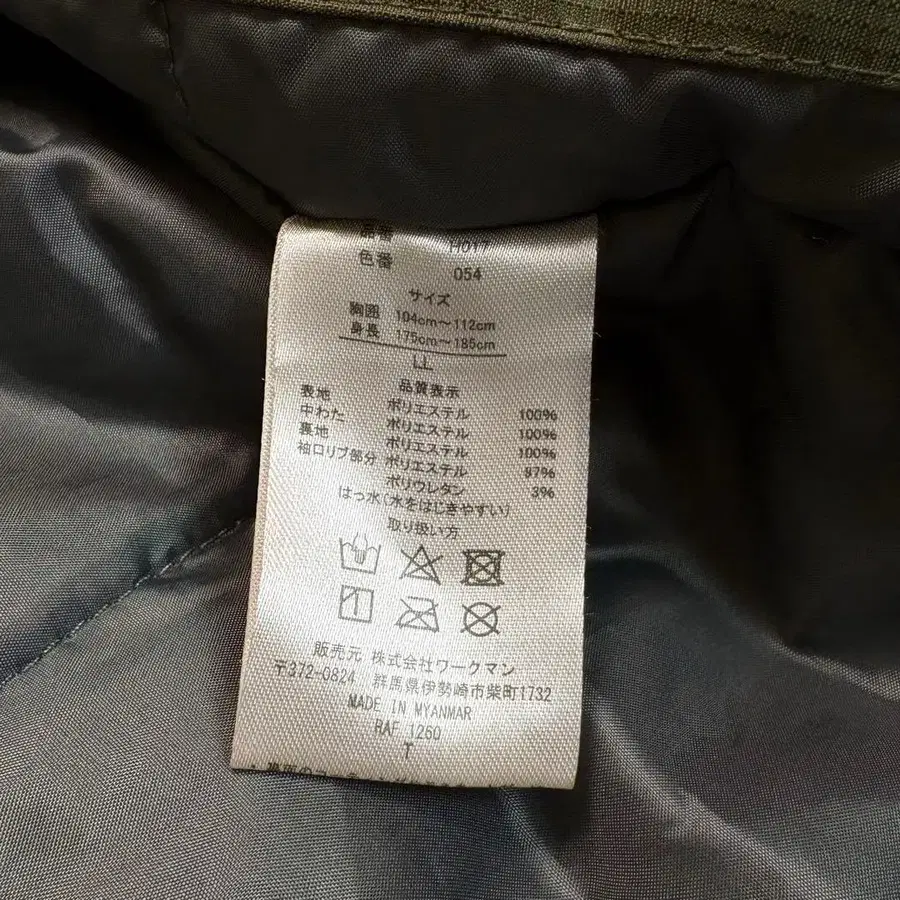 品番 H017
色番 054
サイズ
胸囲 104cm～112cm
身長 175cm～185cm
LL
品質表示
表地 ポリエステル 100%
中わた ポリエステル 100%
裏地 ポリエステル 100%
袖口リブ部分 ポリエステル 97%
ポリウレタン 3%
はっ水(水をはじきやすい)
取り扱い方
販売元 株式会社ワークマン
〒372-0824 群馬県伊勢崎市柴町1732
MADE IN MYANMAR
RAF 1260
T